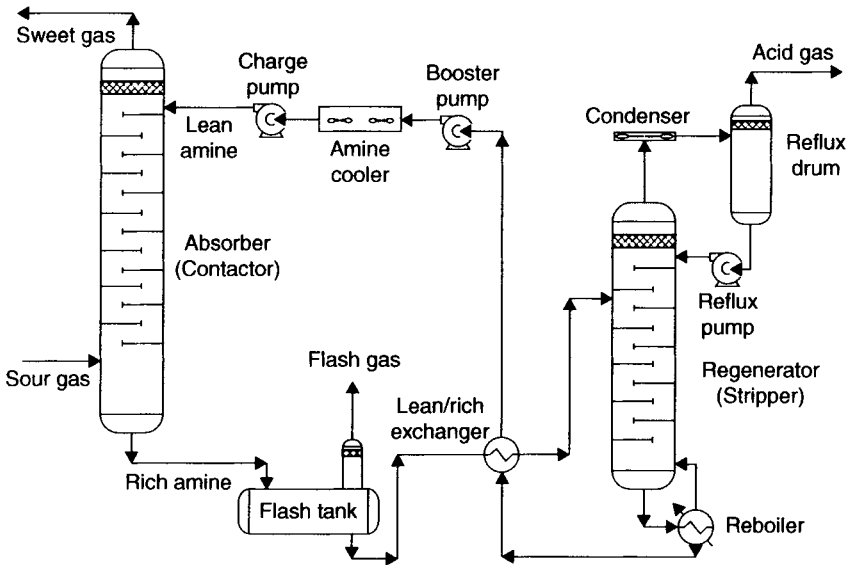 Sweet gas
Charge
pump
Booster
pump
Acid gas
Condenser
Lean
amine
Amine
cooler
Reflux
drum
Absorber
(Contactor)
Reflux
pump
Sour gas
Flash gas
Lean/rich
exchanger
Regenerator
(Stripper)
Rich amine
Flash tank
Reboiler